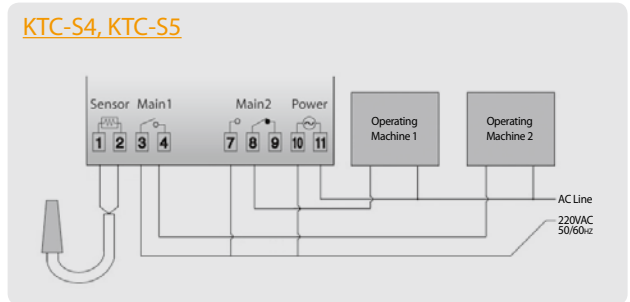 KTC-S4, KTC-S5
Sensor Main1 Main2 Power
1 2 3 4 7 8 9 10 11
Operating
Machine 1
Operating
Machine 2
AC Line
220VAC
50/60HZ